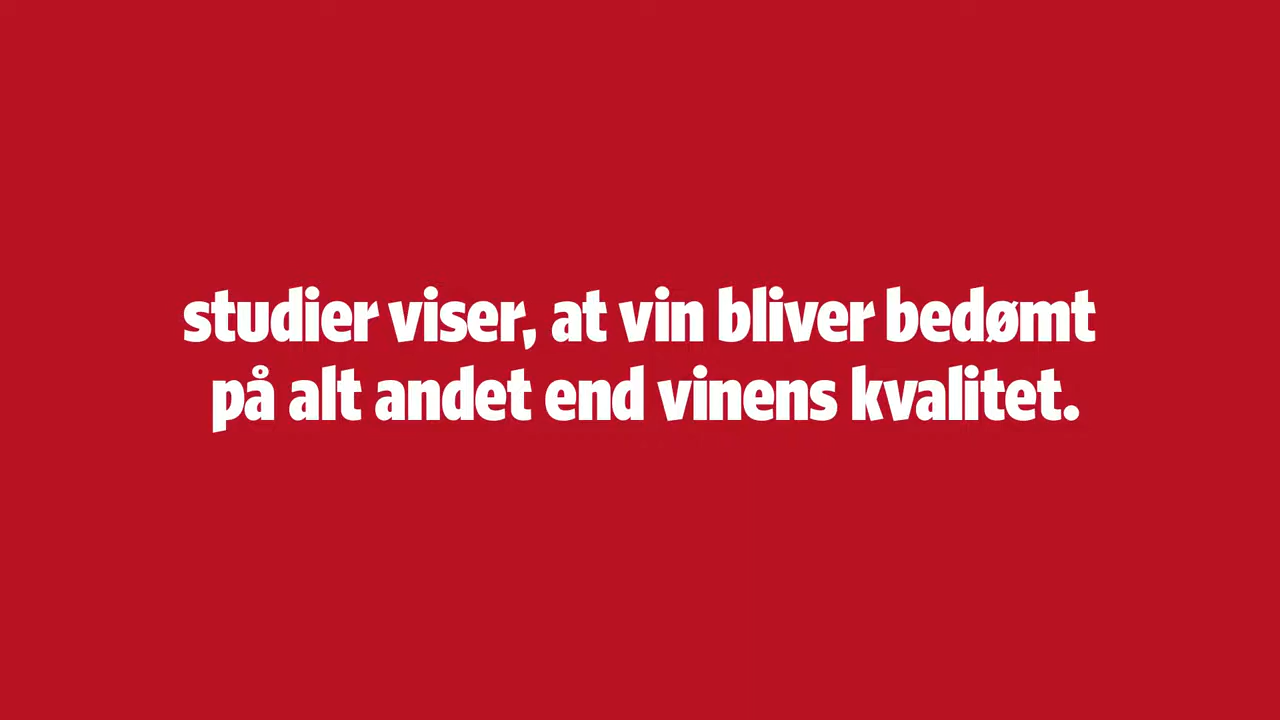 studier viser, at vin bliver bedømt
på alt andet end vinens kvalitet.